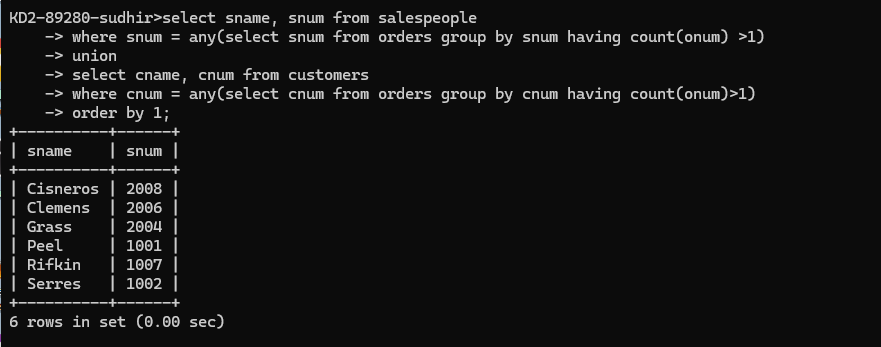 KD2-89280-sudhir>select sname, snum from salespeople
    -> where snum = any(select snum from orders group by snum having count(onum) >1)
    -> union
    -> select cname, cnum from customers
    -> where cnum = any(select cnum from orders group by cnum having count(onum)>1)
    -> order by 1;
+----------+------+
| sname    | snum |
+----------+------+
| Cisneros | 2008 |
| Clemens  | 2006 |
| Grass    | 2004 |
| Peel     | 1001 |
| Rifkin   | 1007 |
| Serres   | 1002 |
+----------+------+
6 rows in set (0.00 sec)